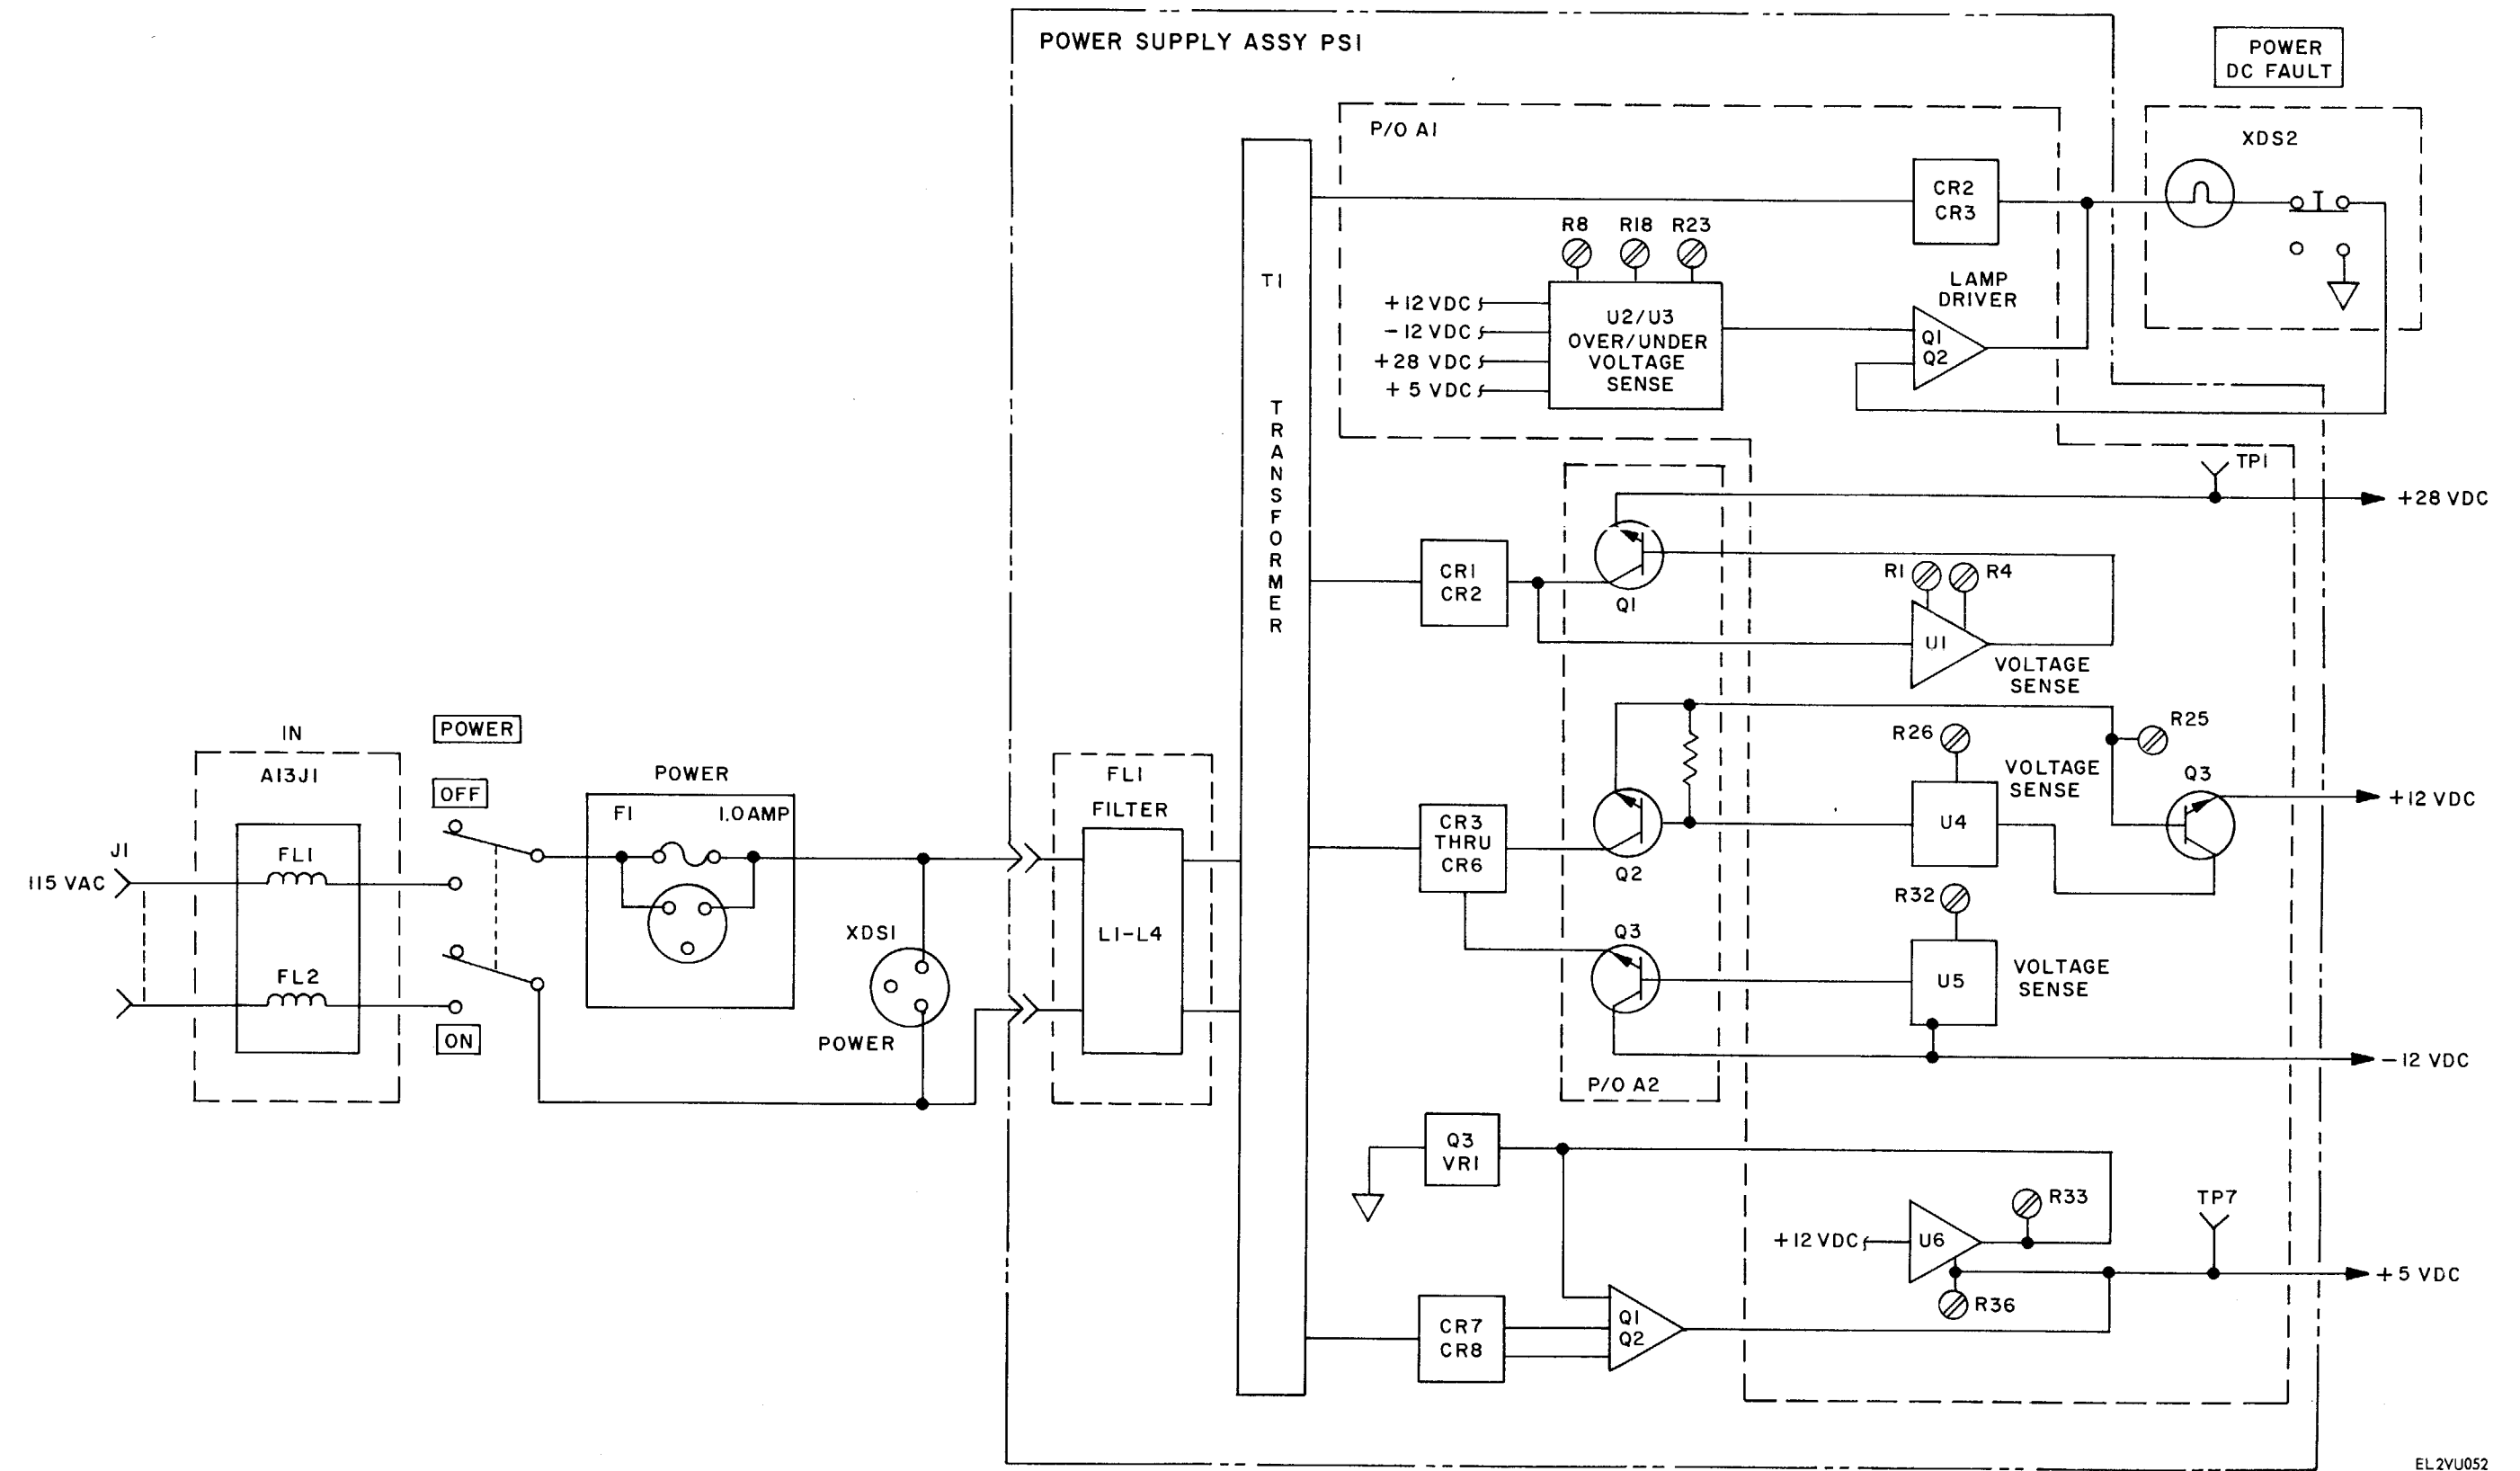 POWER SUPPLY ASSY PS1
POWER
DC FAULT
P/O A1
XDS2
CR2
CR3
R8
R18
R23
T1
LAMP
DRIVER
+12 VDC
-12 VDC
+28 VDC
+ 5 VDC
U2/U3
OVER/UNDER
VOLTAGE
SENSE
Q1
Q2
TRANSFORMER
TP1
+28 VDC
CR1
CR2
Q1
R1
R4
U1
VOLTAGE
SENSE
IN
A13J1
POWER
OFF
POWER
F1
1.0 AMP
FL1
FILTER
R26
R25
VOLTAGE
SENSE
Q3
+12 VDC
CR3
THRU
CR6
U4
Q2
J1
115 VAC
FL1
R32
XDS1
L1-L4
Q3
FL2
U5
VOLTAGE
SENSE
ON
POWER
-12 VDC
P/O A2
Q3
VR1
R33
TP7
+12 VDC
U6
+ 5 VDC
R36
CR7
CR8
Q1
Q2
EL2VU052